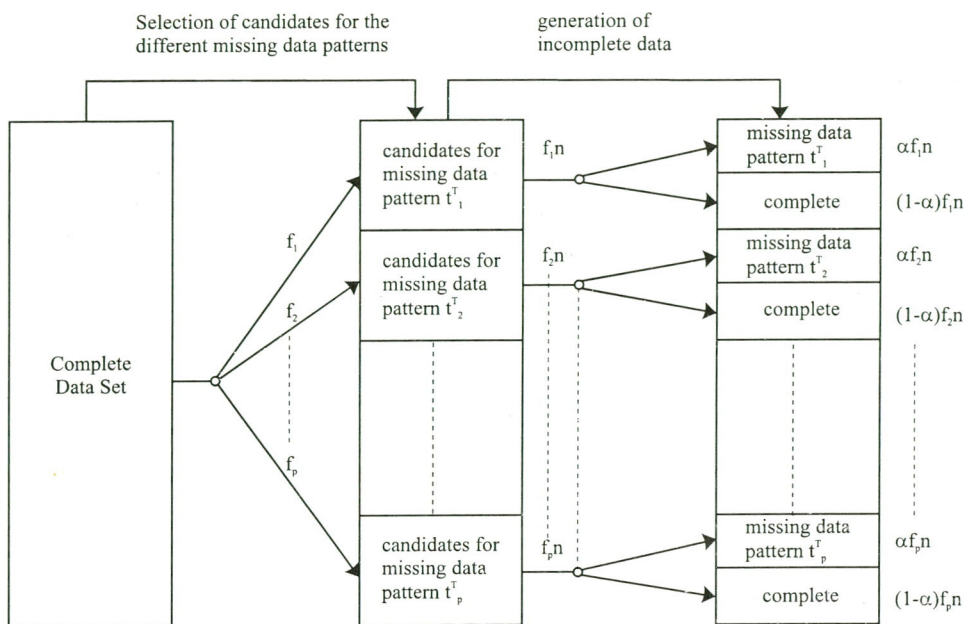 Selection of candidates for the
different missing data patterns
generation of
incomplete data
Complete
Data Set
f₁
f₂
fₚ
candidates for
missing data
pattern tᵀ₁
candidates for
missing data
pattern tᵀ₂
candidates for
missing data
pattern tᵀₚ
f₁n
f₂n
fₚn
missing data
pattern tᵀ₁
αf₁n
complete
(1-α)f₁n
missing data
pattern tᵀ₂
αf₂n
complete
(1-α)f₂n
missing data
pattern tᵀₚ
αfₚn
complete
(1-α)fₚn